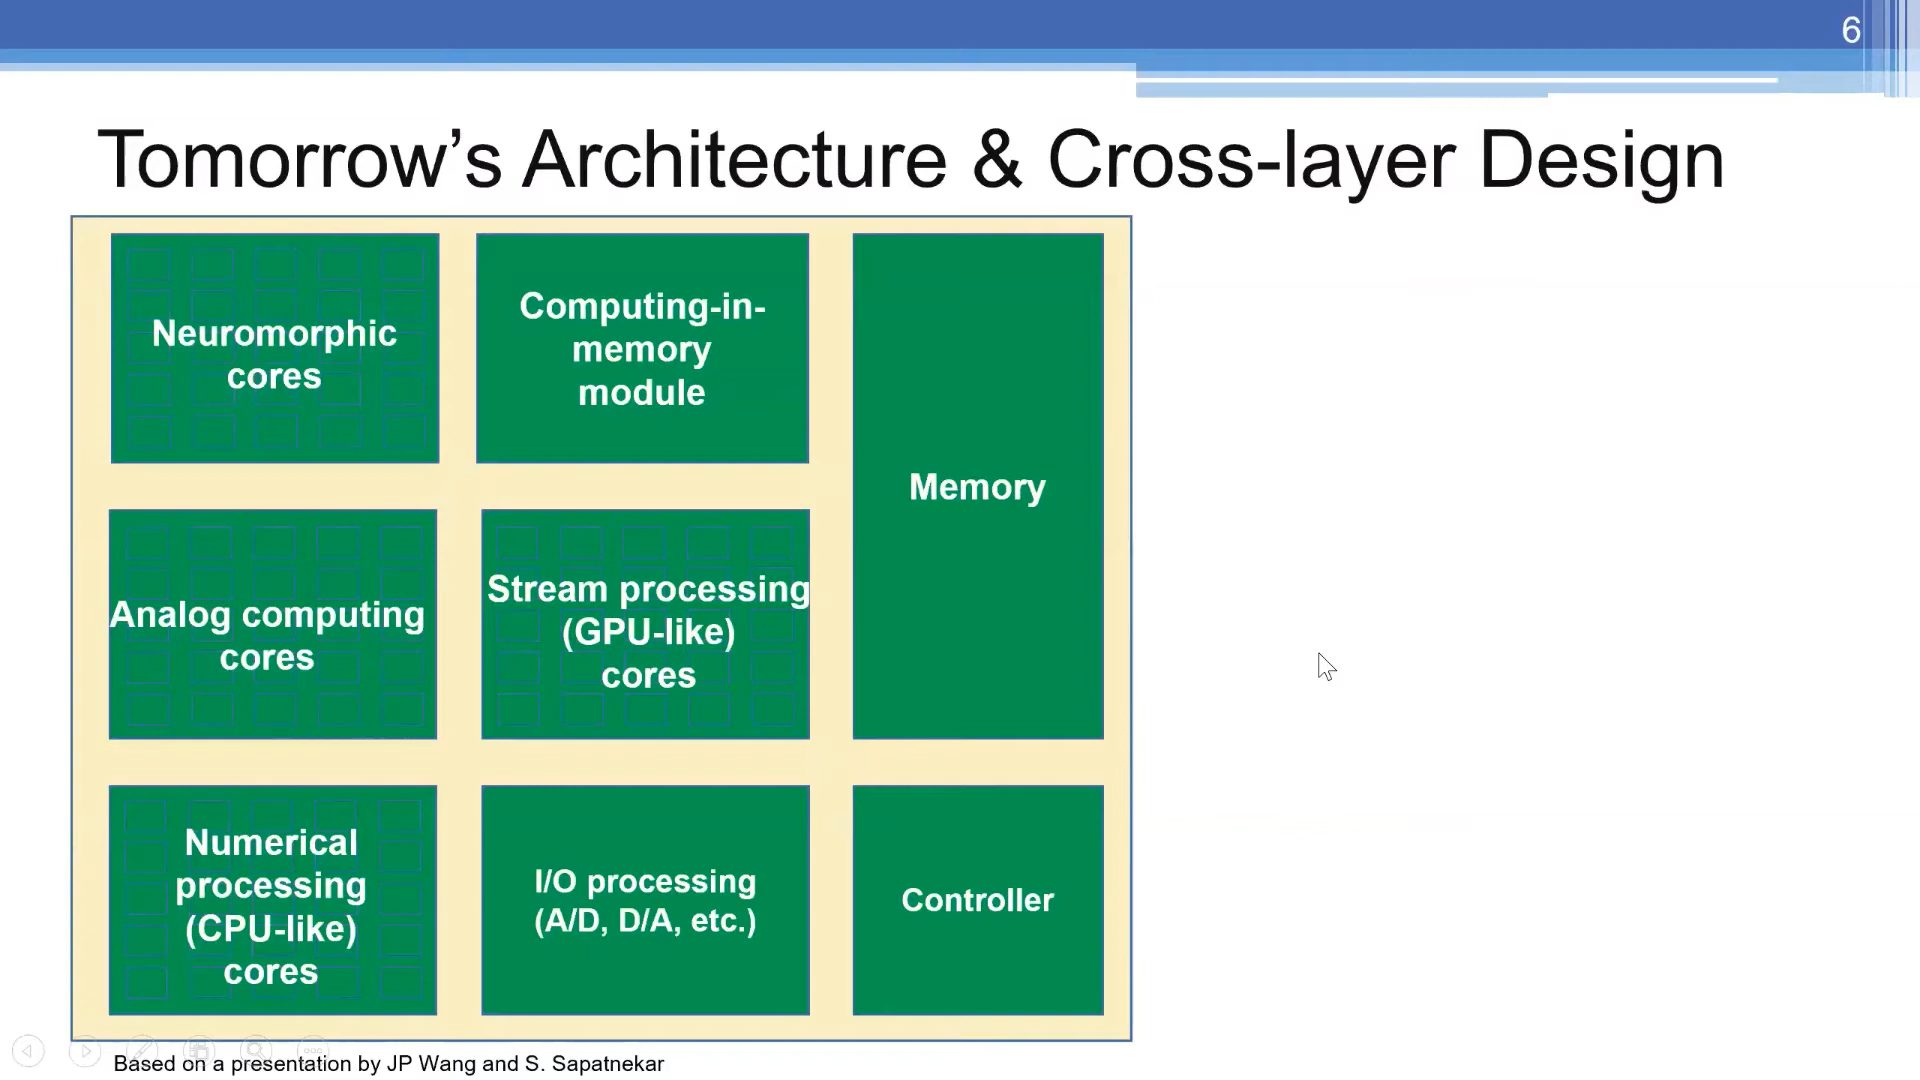 6
Tomorrow’s Architecture & Cross-layer Design
Neuromorphic
cores
Computing-in-
memory
module
Memory
Analog computing
cores
Stream processing
(GPU-like)
cores
Numerical
processing
(CPU-like)
cores
I/O processing
(A/D, D/A, etc.)
Controller
Based on a presentation by JP Wang and S. Sapatnekar